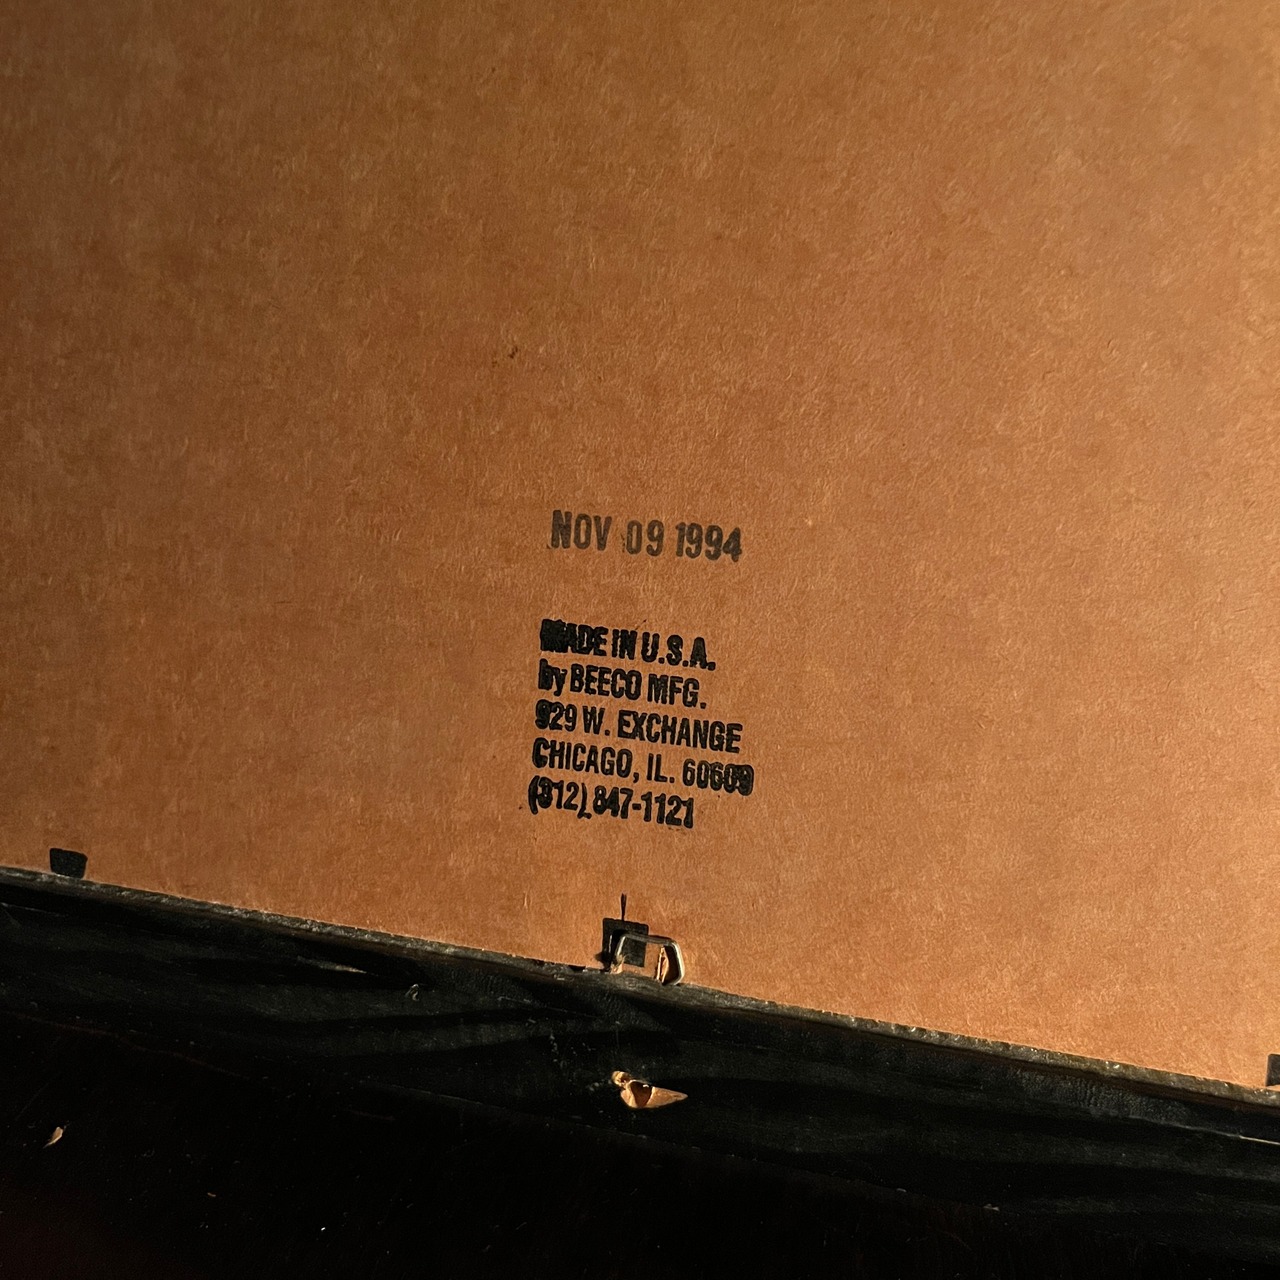 NOV 09 1994
MADE IN U.S.A.
by BEECO MFG.
929 W. EXCHANGE
CHICAGO, IL. 60609
(312) 847-1121